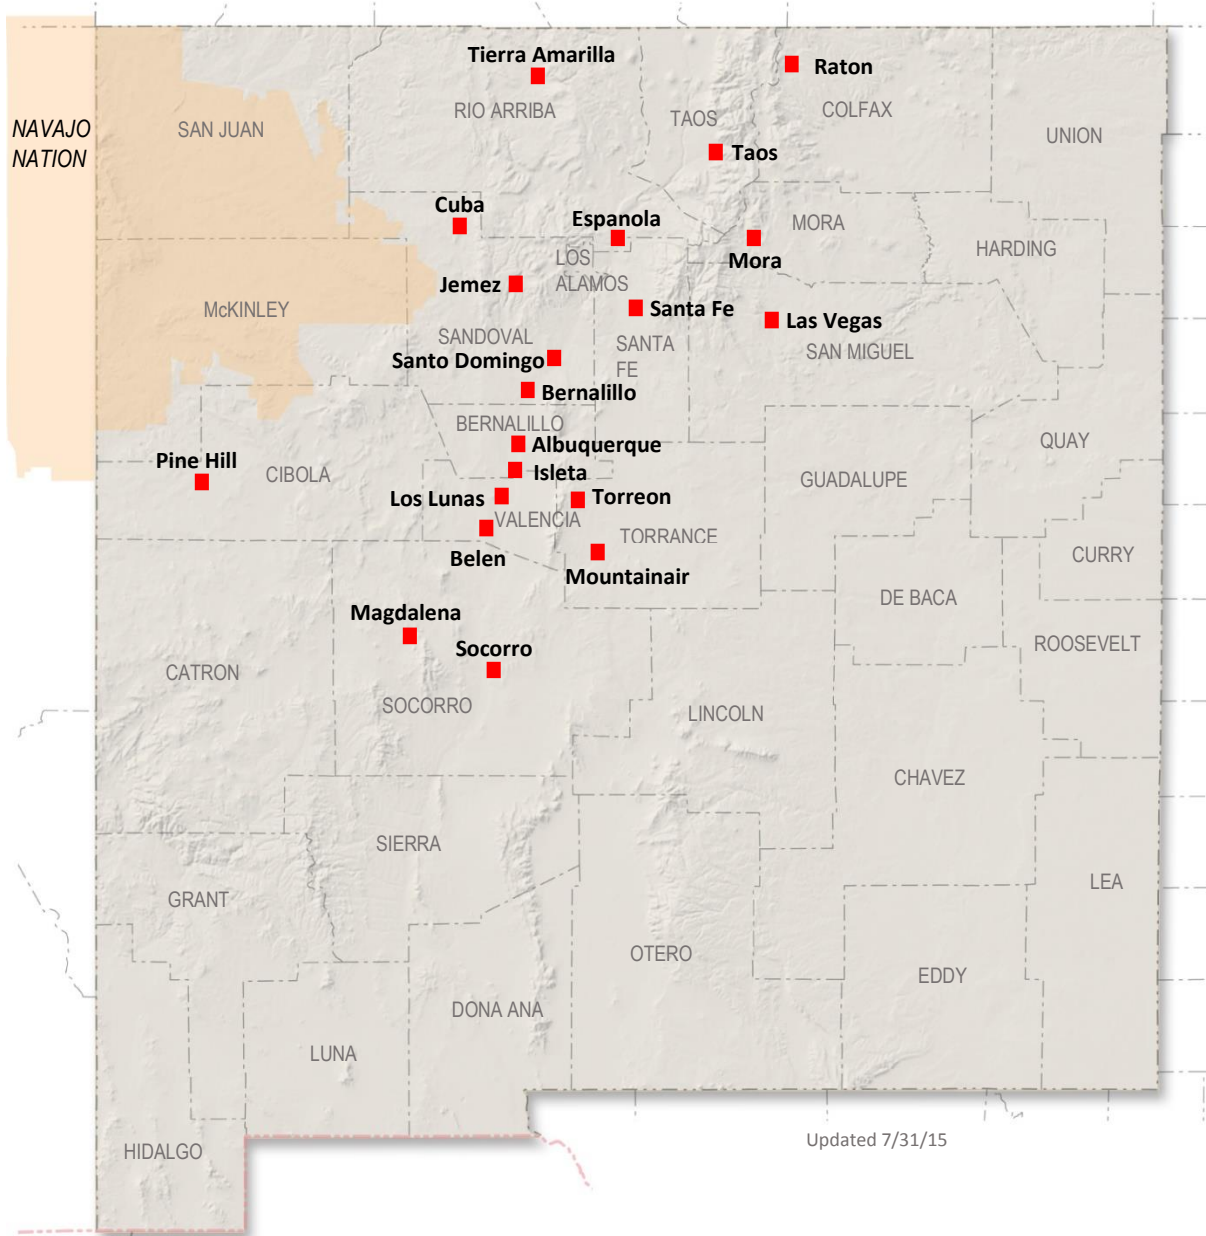 Tierra Amarilla
Raton
RIO ARRIBA
COLFAX
TAOS
NAVAJO
NATION
SAN JUAN
UNION
Taos
Cuba
Espanola
MORA
HARDING
LOS
ALAMOS
Mora
Jemez
McKINLEY
Santa Fe
Las Vegas
SANDOVAL
SANTA
FE
SAN MIGUEL
Santo Domingo
Bernalillo
BERNALILLO
Albuquerque
QUAY
Pine Hill
CIBOLA
Isleta
GUADALUPE
Los Lunas
Torreon
VALENCIA
TORRANCE
Belen
CURRY
Mountainair
DE BACA
Magdalena
ROOSEVELT
Socorro
CATRON
SOCORRO
LINCOLN
CHAVEZ
SIERRA
LEA
GRANT
OTERO
EDDY
DONA ANA
LUNA
Updated 7/31/15
HIDALGO